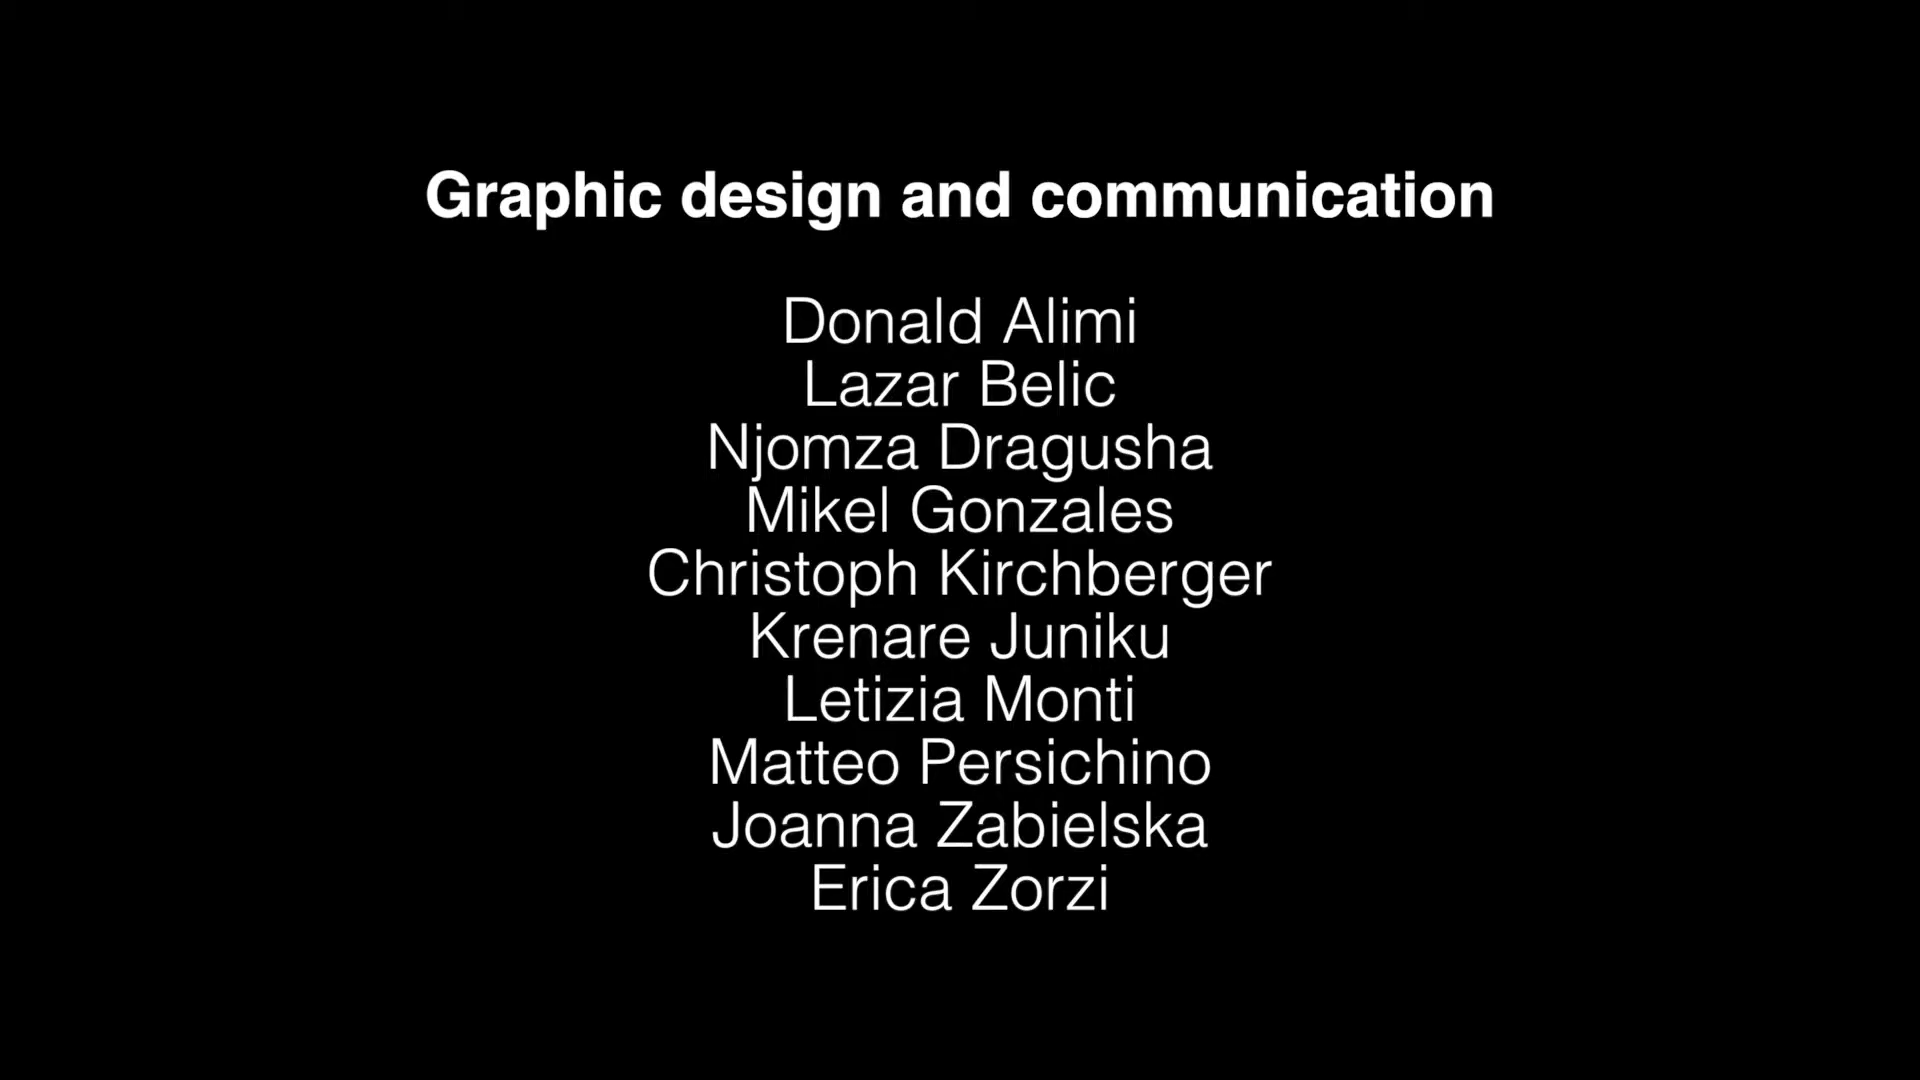 Graphic design and communication
Donald Alimi
Lazar Belic
Njomza Dragusha
Mikel Gonzales
Christoph Kirchberger
Krenare Juniku
Letizia Monti
Matteo Persichino
Joanna Zabielska
Erica Zorzi